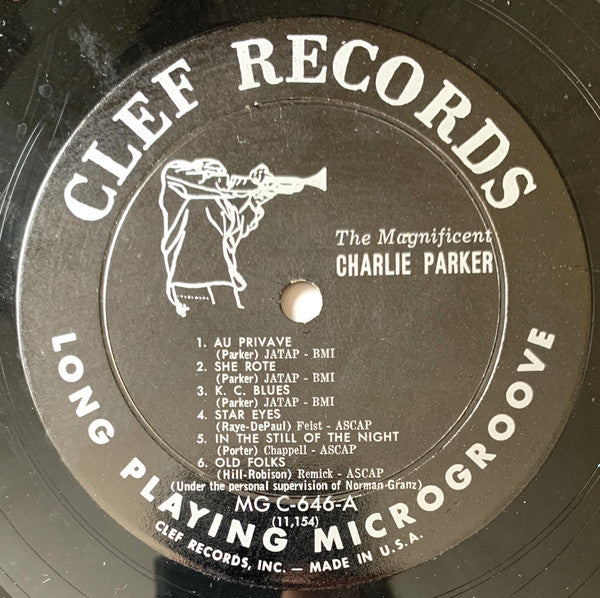 CLEF RECORDS
The Magnificent
CHARLIE PARKER
1. AU PRIVAVE
(Parker) JATAP - BMI
2. SHE ROTE
(Parker) JATAP - BMI
3. K. C. BLUES
(Parker) JATAP - BMI
4. STAR EYES
(Raye-DePaul) Feist - ASCAP
5. IN THE STILL OF THE NIGHT
(Porter) Chappell - ASCAP
6. OLD FOLKS
(Hill-Robison) Remick - ASCAP
(Under the personal supervision of Norman Granz)
MG C-646-A
(11,154)
LONG PLAYING MICROGROOVE
CLEF RECORDS, INC. — MADE IN U.S.A.